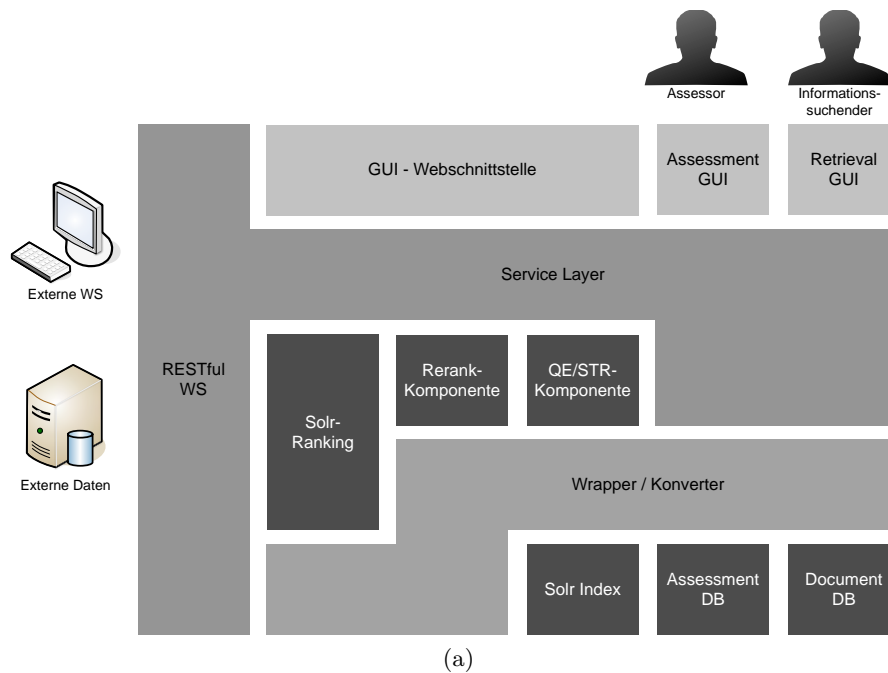 Assessor
Informations-
suchender
GUI - Webschnittstelle
Assessment
GUI
Retrieval
GUI
Externe WS
Service Layer
RESTful
WS
Solr-
Ranking
Rerank-
Komponente
QE/STR-
Komponente
Externe Daten
Wrapper / Konverter
Solr Index
Assessment
DB
Document
DB
(a)